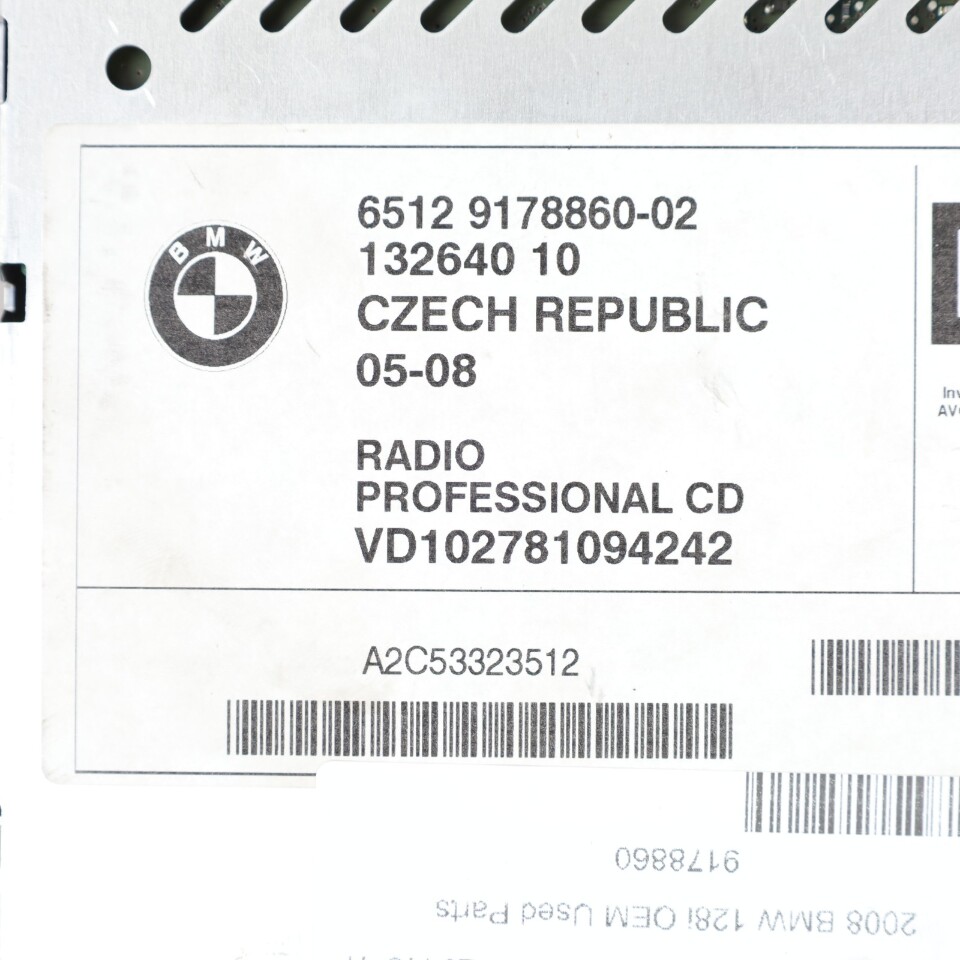 BMW
6512 9178860-02
132640 10
CZECH REPUBLIC
05-08
RADIO
PROFESSIONAL CD
VD102781094242
A2C53323512
9178860
2008 BMW 128i OEM Used Parts